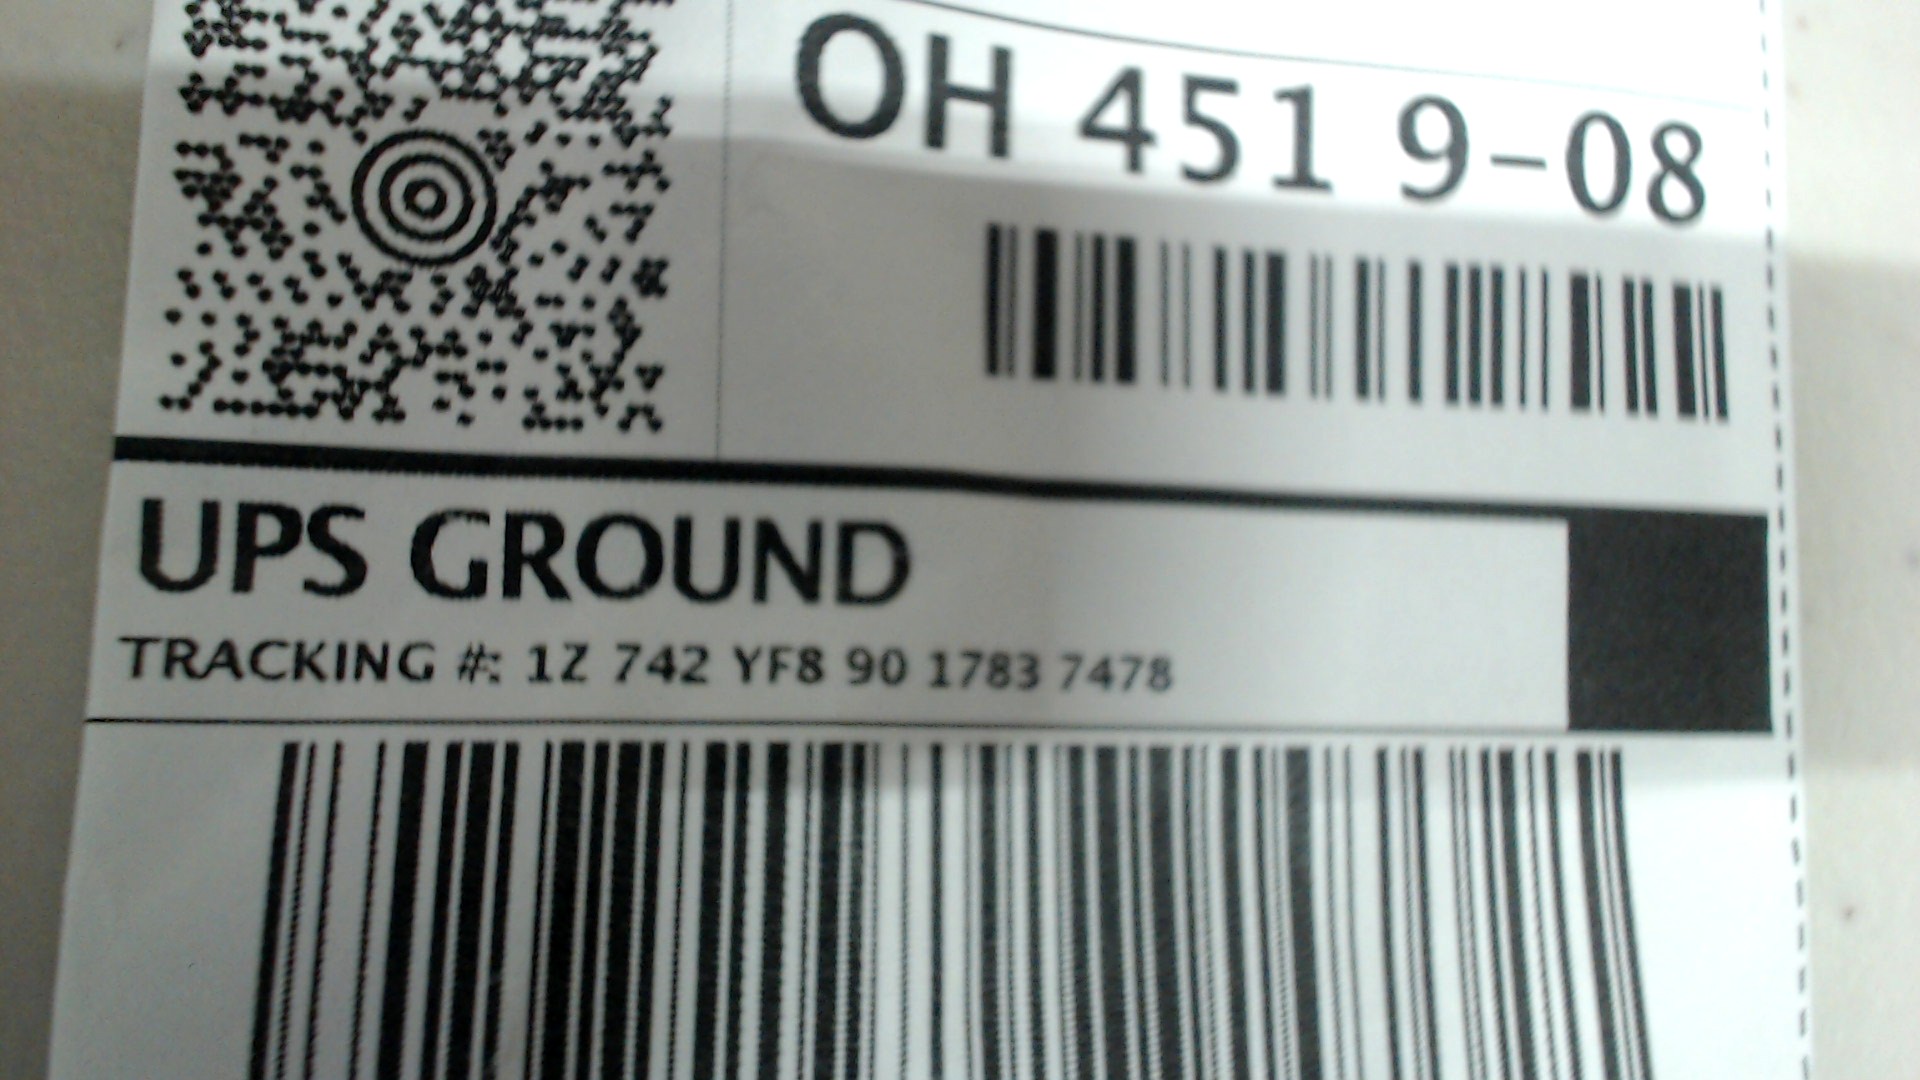 OH 451 9-08
UPS GROUND
TRACKING #: 1Z 742 YF8 90 1783 7478